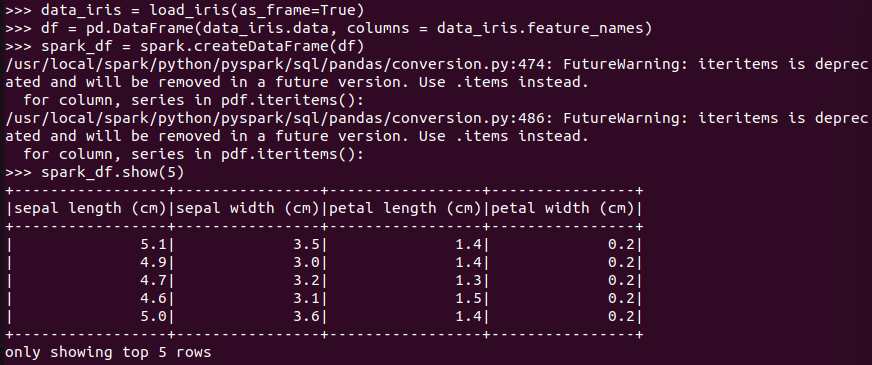 >>> data_iris = load_iris(as_frame=True)
>>> df = pd.DataFrame(data_iris.data, columns = data_iris.feature_names)
>>> spark_df = spark.createDataFrame(df)
/usr/local/spark/python/pyspark/sql/pandas/conversion.py:474: FutureWarning: iteritems is deprec
ated and will be removed in a future version. Use .items instead.
  for column, series in pdf.iteritems():
/usr/local/spark/python/pyspark/sql/pandas/conversion.py:486: FutureWarning: iteritems is deprec
ated and will be removed in a future version. Use .items instead.
  for column, series in pdf.iteritems():
>>> spark_df.show(5)
+-----------------+----------------+-----------------+----------------+
|sepal length (cm)|sepal width (cm)|petal length (cm)|petal width (cm)|
+-----------------+----------------+-----------------+----------------+
|              5.1|             3.5|              1.4|             0.2|
|              4.9|             3.0|              1.4|             0.2|
|              4.7|             3.2|              1.3|             0.2|
|              4.6|             3.1|              1.5|             0.2|
|              5.0|             3.6|              1.4|             0.2|
+-----------------+----------------+-----------------+----------------+
only showing top 5 rows